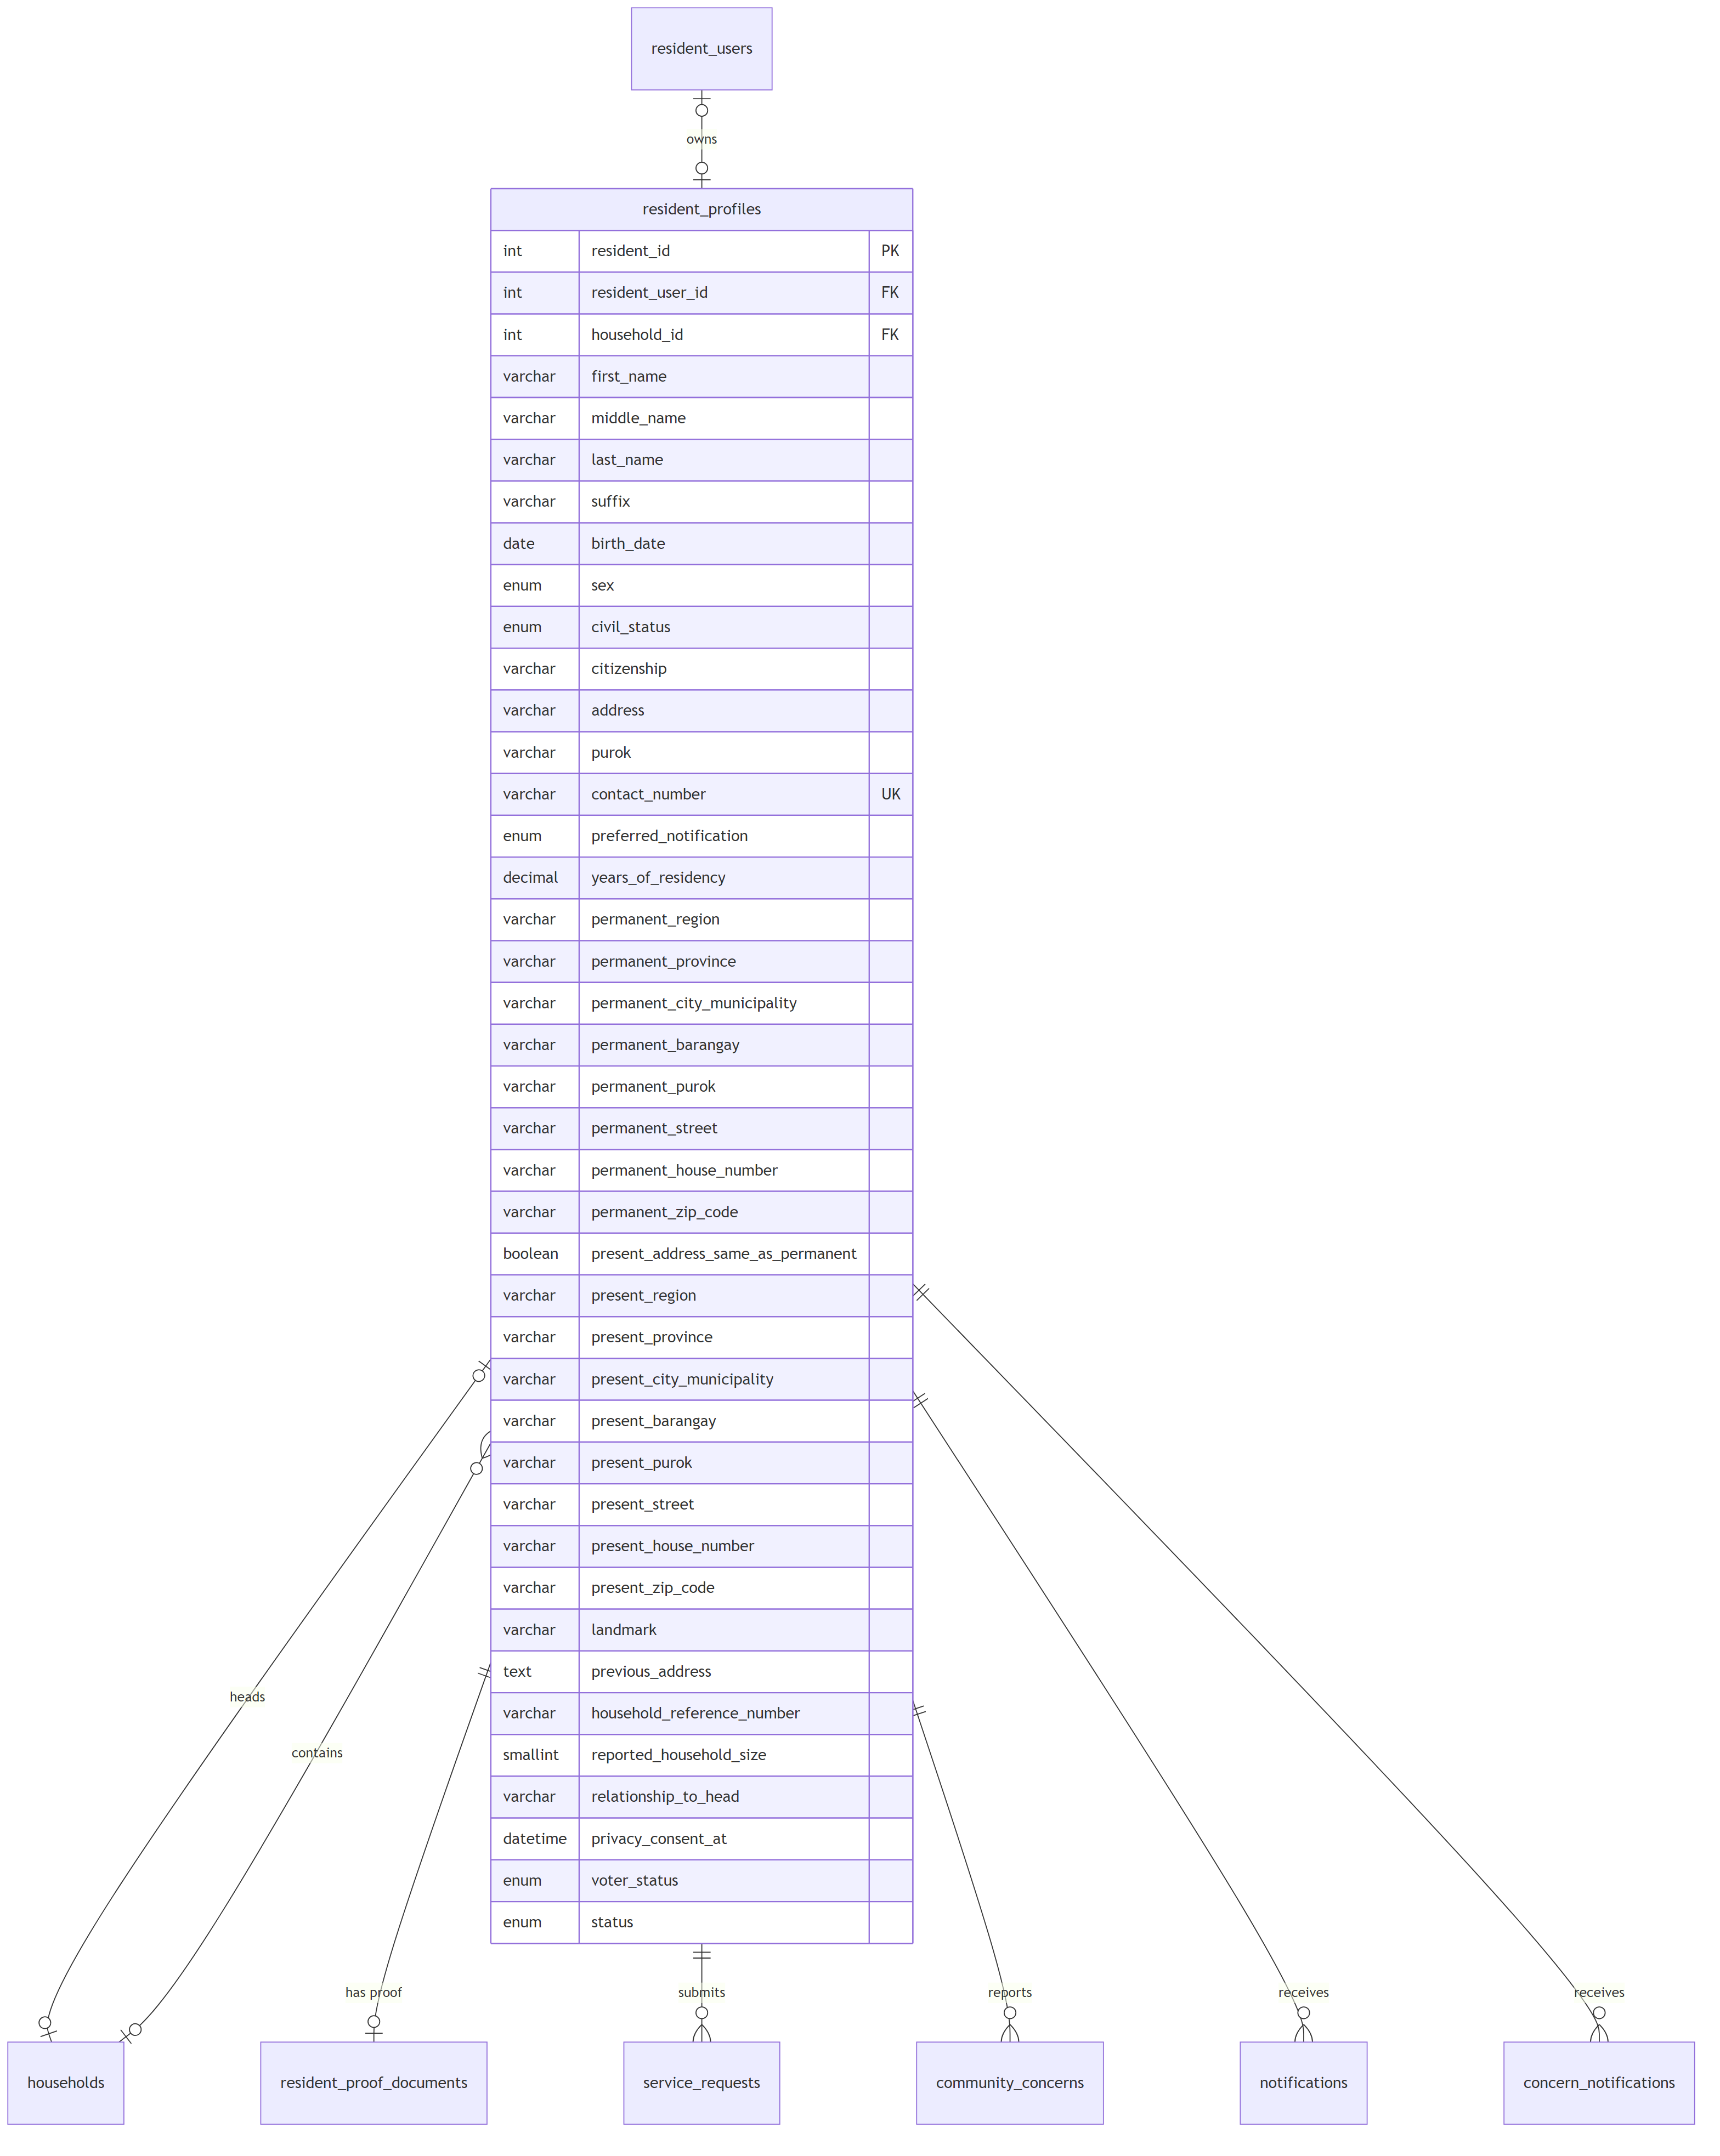 resident_users
owns
resident_profiles
int resident_id PK
int resident_user_id FK
int household_id FK
varchar first_name
varchar middle_name
varchar last_name
varchar suffix
date birth_date
enum sex
enum civil_status
varchar citizenship
varchar address
varchar purok
varchar contact_number UK
enum preferred_notification
decimal years_of_residency
varchar permanent_region
varchar permanent_province
varchar permanent_city_municipality
varchar permanent_barangay
varchar permanent_purok
varchar permanent_street
varchar permanent_house_number
varchar permanent_zip_code
boolean present_address_same_as_permanent
varchar present_region
varchar present_province
varchar present_city_municipality
varchar present_barangay
varchar present_purok
varchar present_street
varchar present_house_number
varchar present_zip_code
varchar landmark
text previous_address
varchar household_reference_number
smallint reported_household_size
varchar relationship_to_head
datetime privacy_consent_at
enum voter_status
enum status
heads
contains
has proof
submits
reports
receives
receives
households
resident_proof_documents
service_requests
community_concerns
notifications
concern_notifications